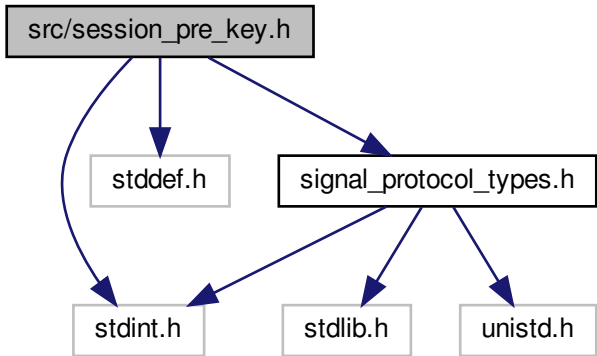 src/session_pre_key.h
stddef.h
signal_protocol_types.h
stdint.h
stdlib.h
unistd.h